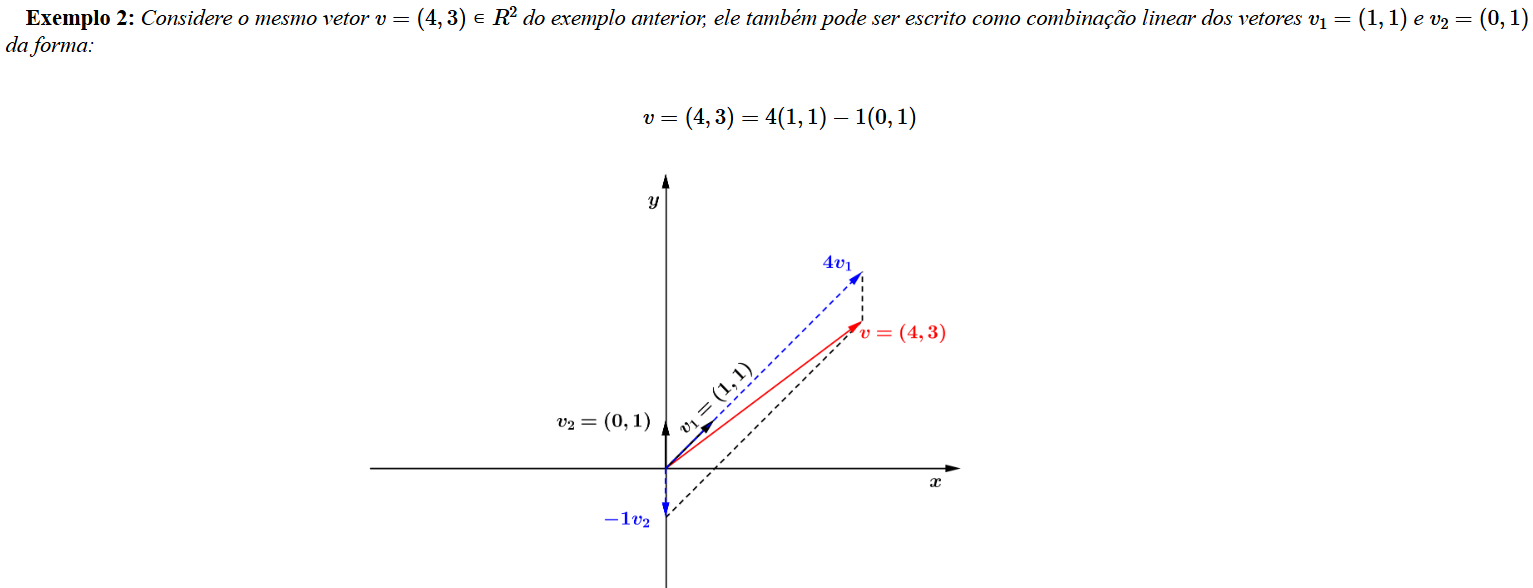 Exemplo 2: Considere o mesmo vetor v = (4, 3) ∈ R² do exemplo anterior, ele também pode ser escrito como combinação linear dos vetores v₁ = (1, 1) e v₂ = (0, 1)
da forma:
v = (4, 3) = 4(1, 1) − 1(0, 1)
y
4v₁
v = (4, 3)
v₁ = (1, 1)
v₂ = (0, 1)
x
−1v₂